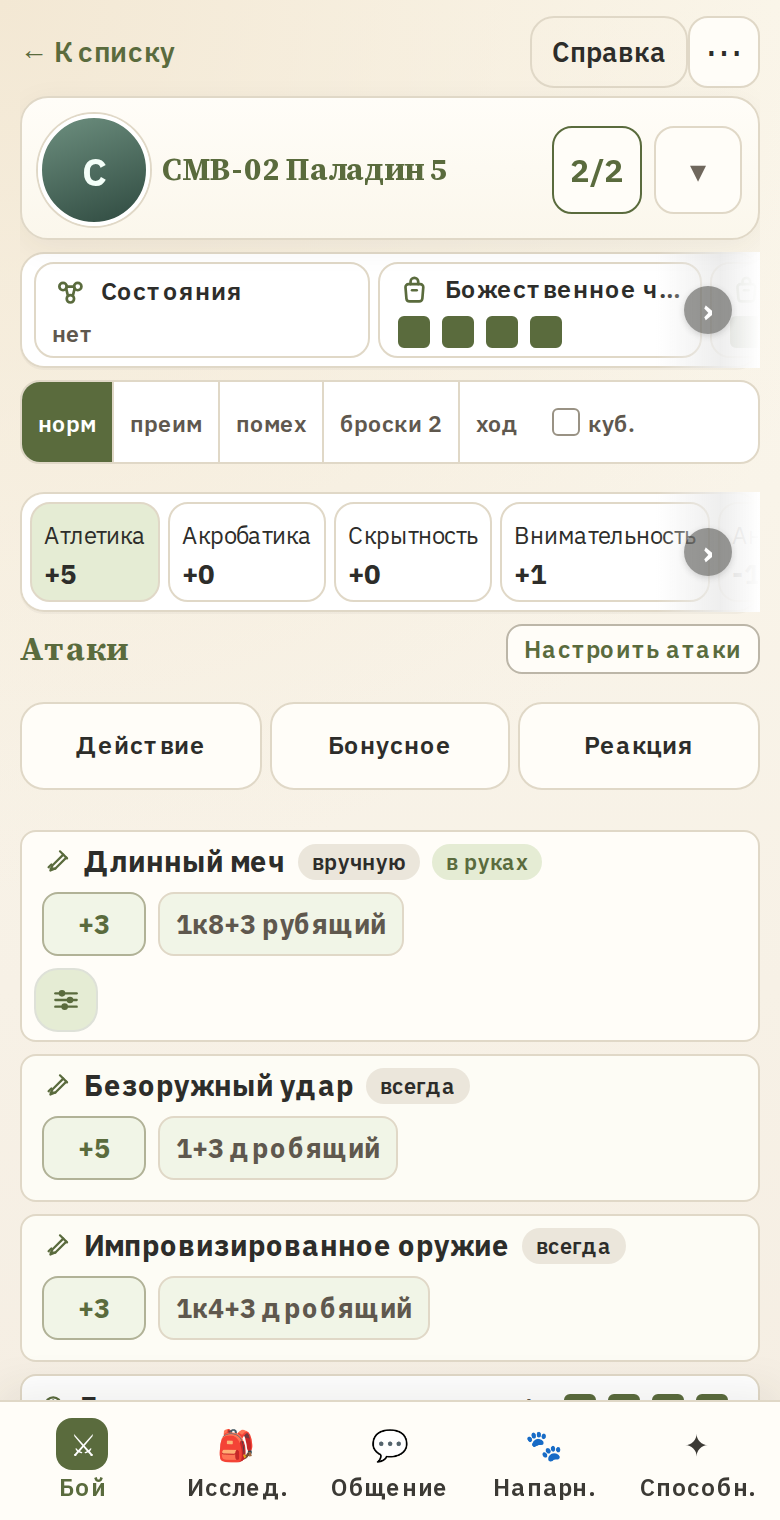 ← К списку
Справка
...
С
СМВ-02 Паладин 5
2/2
▼
Состояния
нет
Божественное ч...
›
норм
преим
помех
броски 2
ход
куб.
Атлетика
+5
Акробатика
+0
Скрытность
+0
Внимательность
+1
›
Атаки
Настроить атаки
Действие
Бонусное
Реакция
Длинный меч вручную в руках
+3 1к8+3 рубящий
Безоружный удар всегда
+5 1+3 дробящий
Импровизированное оружие всегда
+3 1к4+3 дробящий
Бой
Исслед.
Общение
Напарн.
Способн.